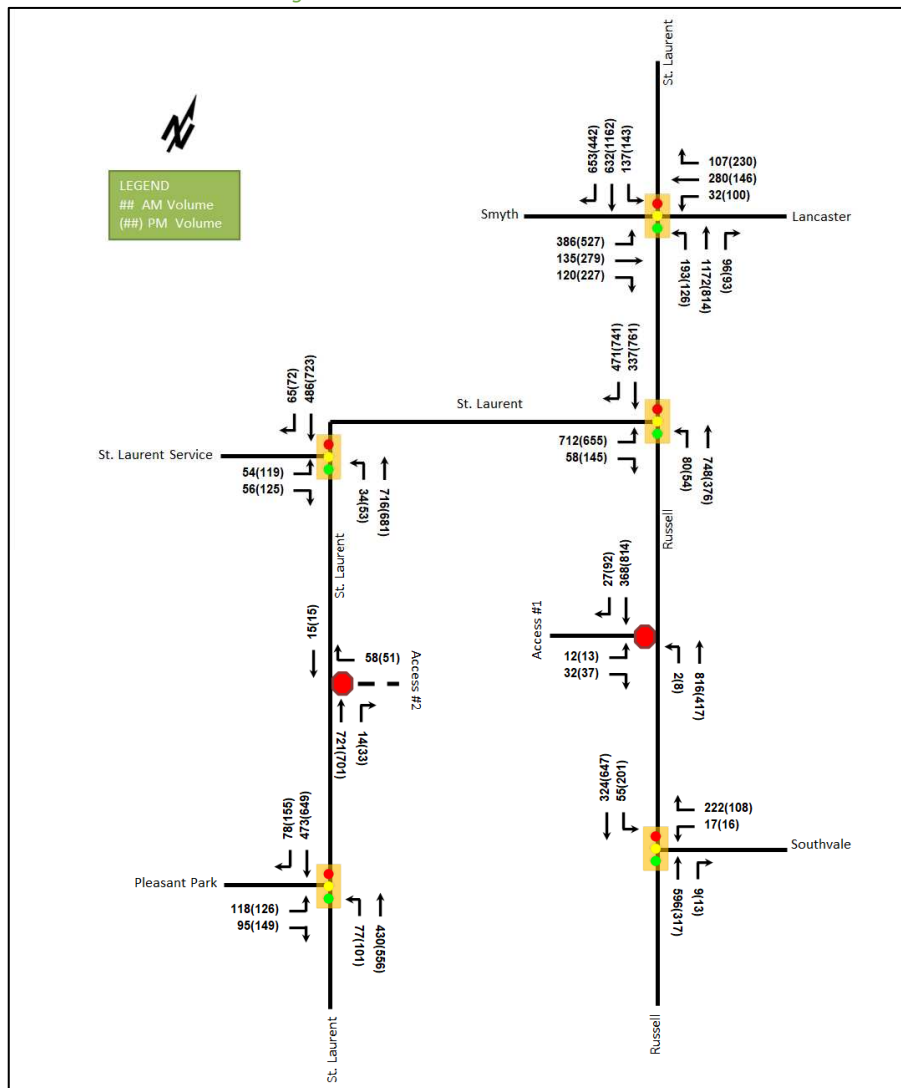 St. Laurent
LEGEND
## AM Volume
(##) PM Volume
653(442)
632(1162)
137(143)
107(230)
280(146)
32(100)
Smyth
Lancaster
386(527)
135(279)
120(227)
193(126)
1172(814)
96(93)
471(741)
337(761)
65(72)
486(723)
St. Laurent
712(655)
58(145)
80(54)
748(376)
St. Laurent Service
54(119)
56(125)
34(53)
716(681)
Russell
St. Laurent
27(92)
368(814)
Access #1
12(13)
32(37)
2(8)
816(417)
15(15)
58(51)
Access #2
721(701)
14(33)
324(647)
55(201)
222(108)
17(16)
Southvale
596(317)
9(13)
78(155)
473(649)
Pleasant Park
118(126)
95(149)
77(101)
430(556)
St. Laurent
Russell